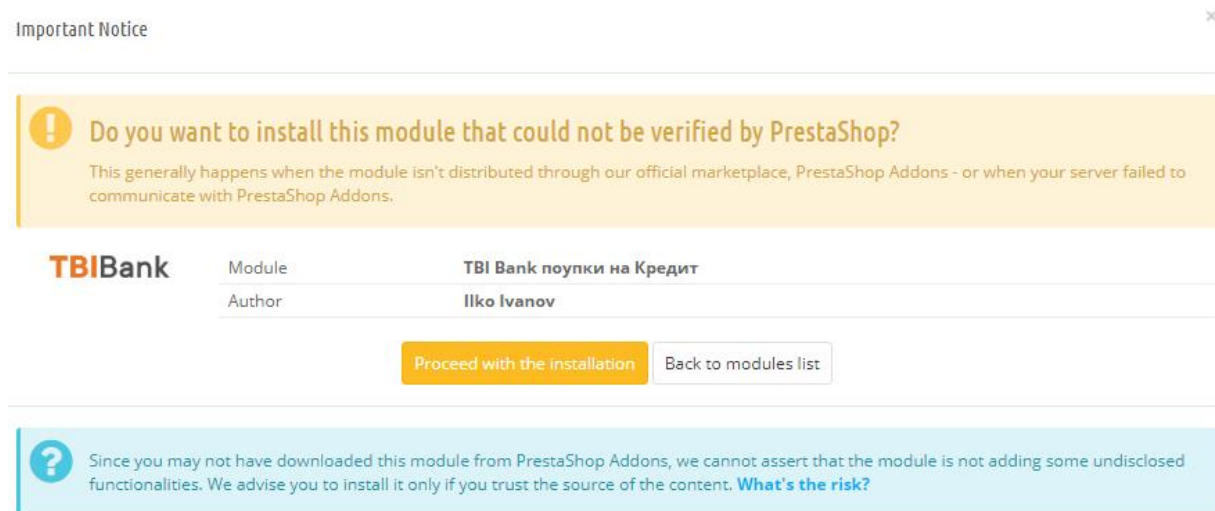 Important Notice
Do you want to install this module that could not be verified by PrestaShop?
This generally happens when the module isn't distributed through our official marketplace, PrestaShop Addons - or when your server failed to
communicate with PrestaShop Addons.
TBIBank
Module TBI Bank поупки на Кредит
Author Ilko Ivanov
Proceed with the installation Back to modules list
Since you may not have downloaded this module from PrestaShop Addons, we cannot assert that the module is not adding some undisclosed
functionalities. We advise you to install it only if you trust the source of the content. What's the risk?